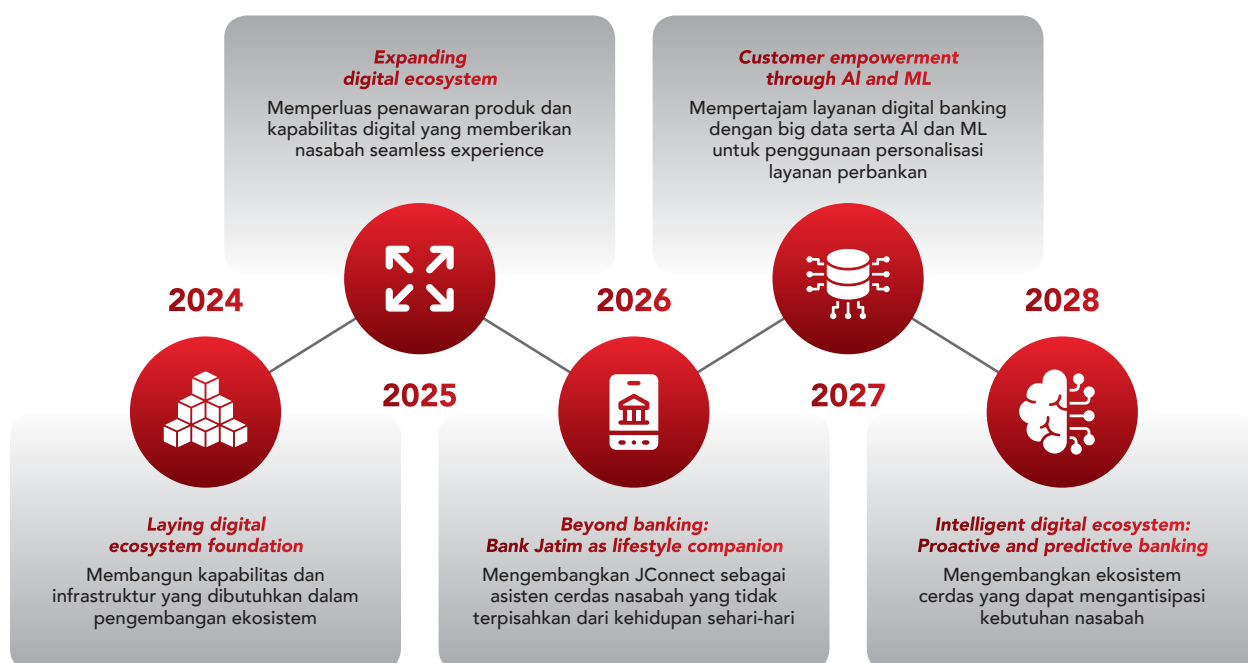 2024
Laying digital
ecosystem foundation
Membangun kapabilitas dan
infrastruktur yang dibutuhkan dalam
pengembangan ekosistem
Expanding
digital ecosystem
Memperluas penawaran produk dan
kapabilitas digital yang memberikan
nasabah seamless experience
2025
2026
Beyond banking:
Bank Jatim as lifestyle companion
Mengembangkan JConnect sebagai
asisten cerdas nasabah yang tidak
terpisahkan dari kehidupan sehari-hari
Customer empowerment
through AI and ML
Mempertajam layanan digital banking
dengan big data serta AI dan ML
untuk penggunaan personalisasi
layanan perbankan
2027
2028
Intelligent digital ecosystem:
Proactive and predictive banking
Mengembangkan ekosistem
cerdas yang dapat mengantisipasi
kebutuhan nasabah